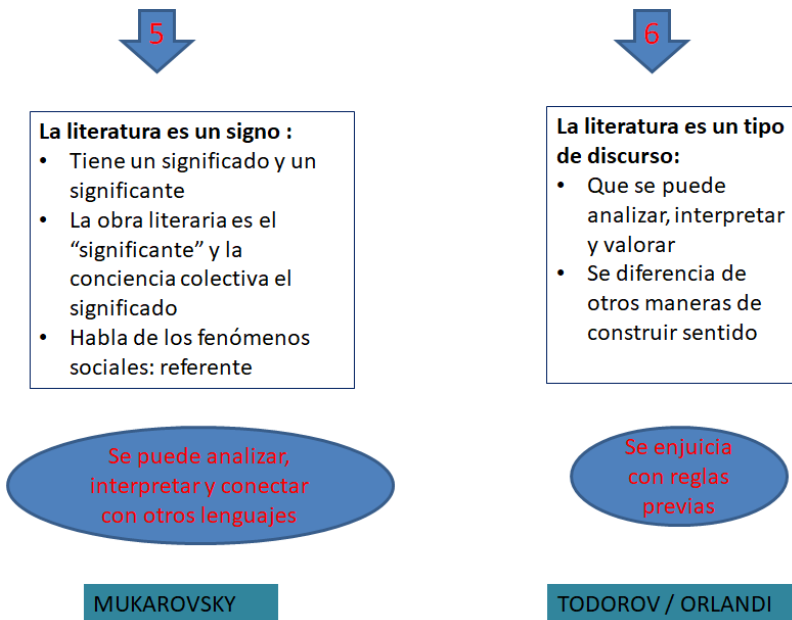 5
La literatura es un signo :
• Tiene un significado y un
significante
• La obra literaria es el
“significante” y la
conciencia colectiva el
significado
• Habla de los fenómenos
sociales: referente
Se puede analizar,
interpretar y conectar
con otros lenguajes
MUKAROVSKY
6
La literatura es un tipo
de discurso:
• Que se puede
analizar, interpretar
y valorar
• Se diferencia de
otros maneras de
construir sentido
Se enjuicia
con reglas
previas
TODOROV / ORLANDI